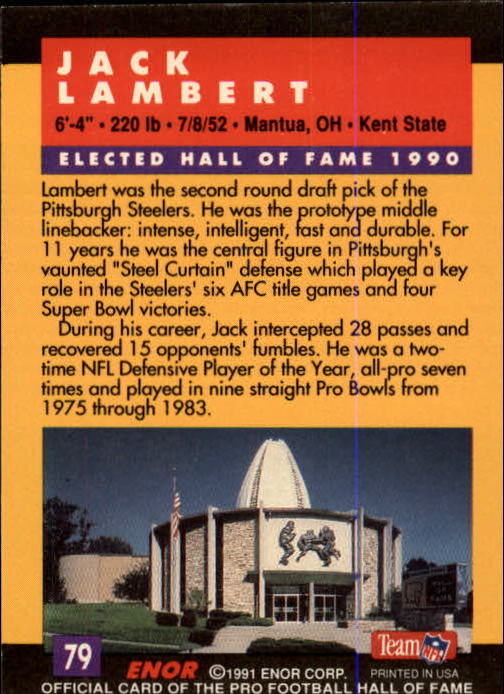 JACK
LAMBERT
6'-4" • 220 lb • 7/8/52 • Mantua, OH • Kent State
ELECTED HALL OF FAME 1990
Lambert was the second round draft pick of the
Pittsburgh Steelers. He was the prototype middle
linebacker: intense, intelligent, fast and durable. For
11 years he was the central figure in Pittsburgh's
vaunted "Steel Curtain" defense which played a key
role in the Steelers' six AFC title games and four
Super Bowl victories.
During his career, Jack intercepted 28 passes and
recovered 15 opponents' fumbles. He was a two-
time NFL Defensive Player of the Year, all-pro seven
times and played in nine straight Pro Bowls from
1975 through 1983.
79
ENOR ©1991 ENOR CORP.
Team NFL
PRINTED IN USA
OFFICIAL CARD OF THE PRO FOOTBALL HALL OF FAME